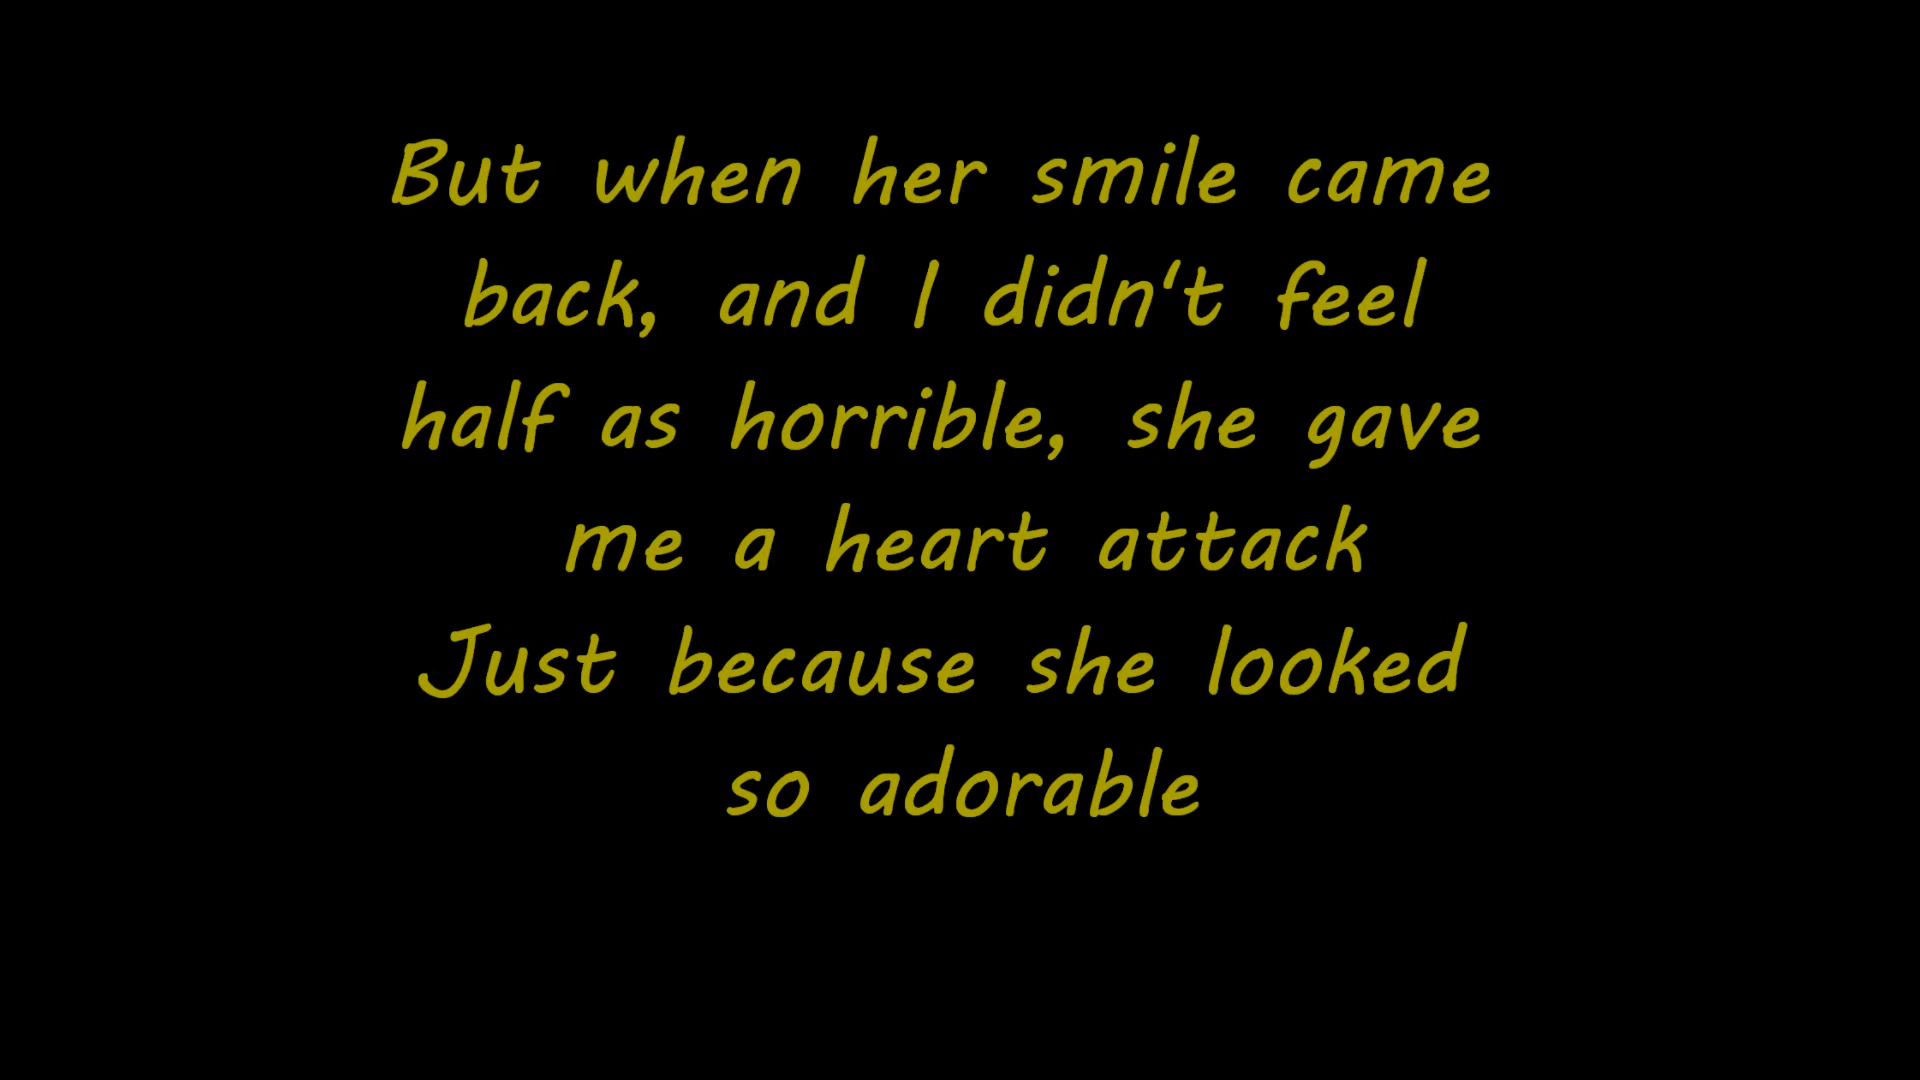 But when her smile came
back, and I didn't feel
half as horrible, she gave
me a heart attack
Just because she looked
so adorable